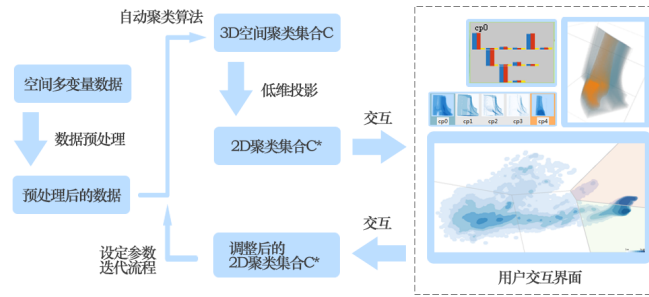 自动聚类算法
3D空间聚类集合C
空间多变量数据
低维投影
数据预处理
2D聚类集合C*
交互
预处理后的数据
设定参数
迭代流程
调整后的
2D聚类集合C*
交互
cp0
cp0 cp1 cp2 cp3 cp4
用户交互界面